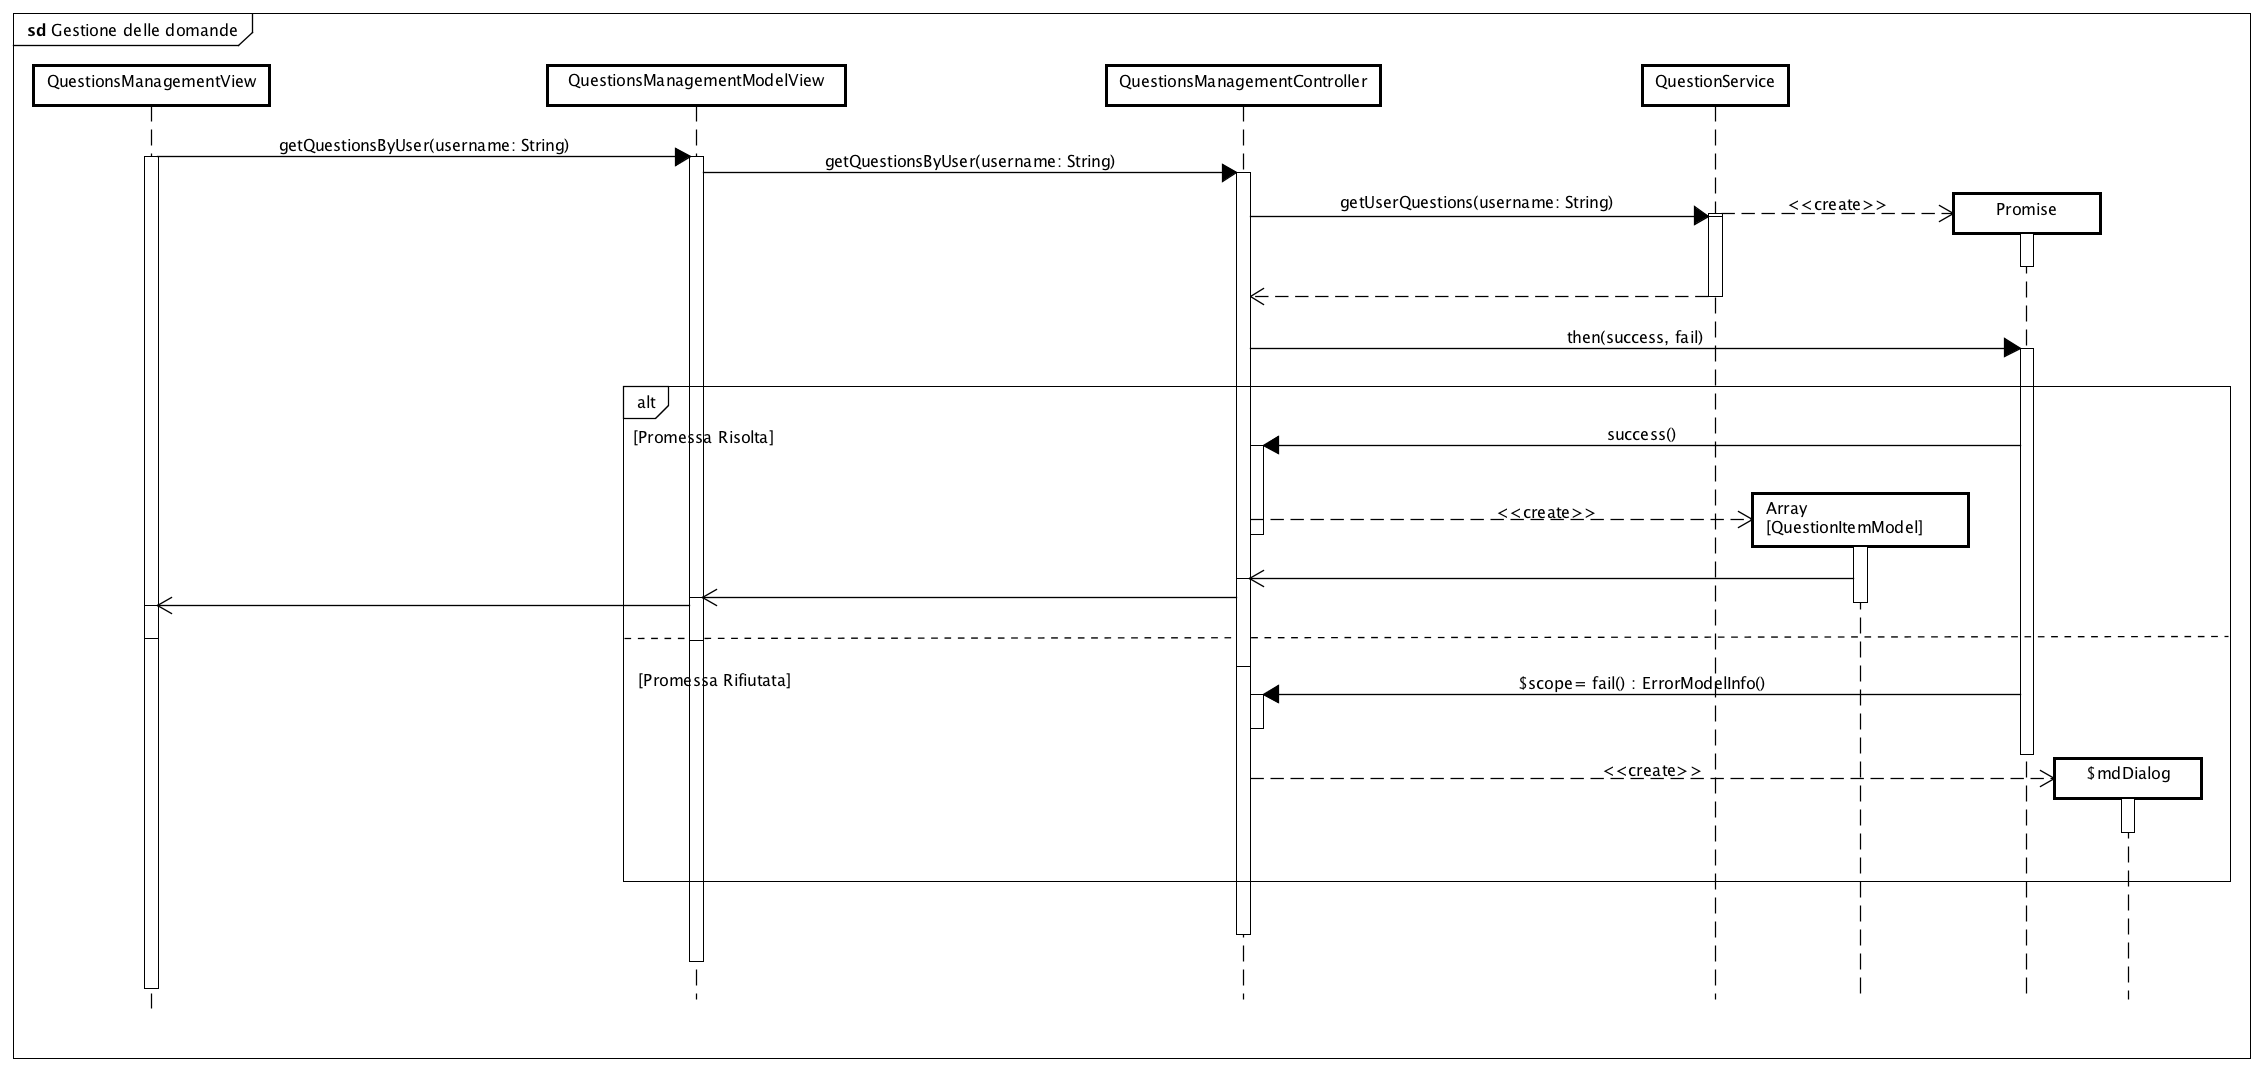 sd Gestione delle domande
QuestionsManagementView
QuestionsManagementModelView
QuestionsManagementController
QuestionService
getQuestionsByUser(username: String)
getQuestionsByUser(username: String)
getUserQuestions(username: String)
<<create>>
Promise
then(success, fail)
alt
[Promessa Risolta]
success()
<<create>>
Array
[QuestionItemModel]
[Promessa Rifiutata]
$scope= fail() : ErrorModelInfo()
<<create>>
$mdDialog